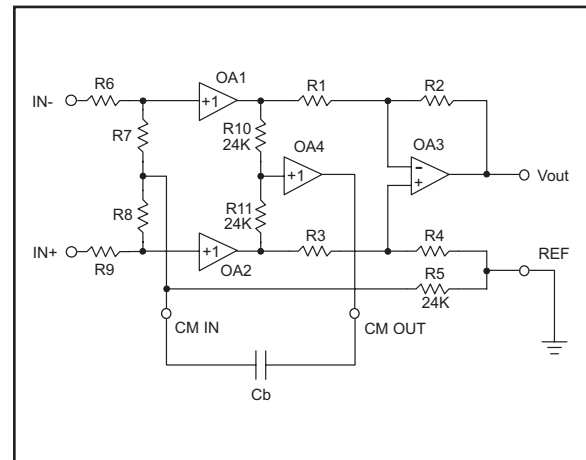 OA1
R6
R1
R2
IN-
+1
R7
R10
24K
OA4
OA3
-
+
+1
Vout
R8
R11
24K
IN+
+1
R3
R4
REF
R9
OA2
R5
24K
CM IN
CM OUT
Cb